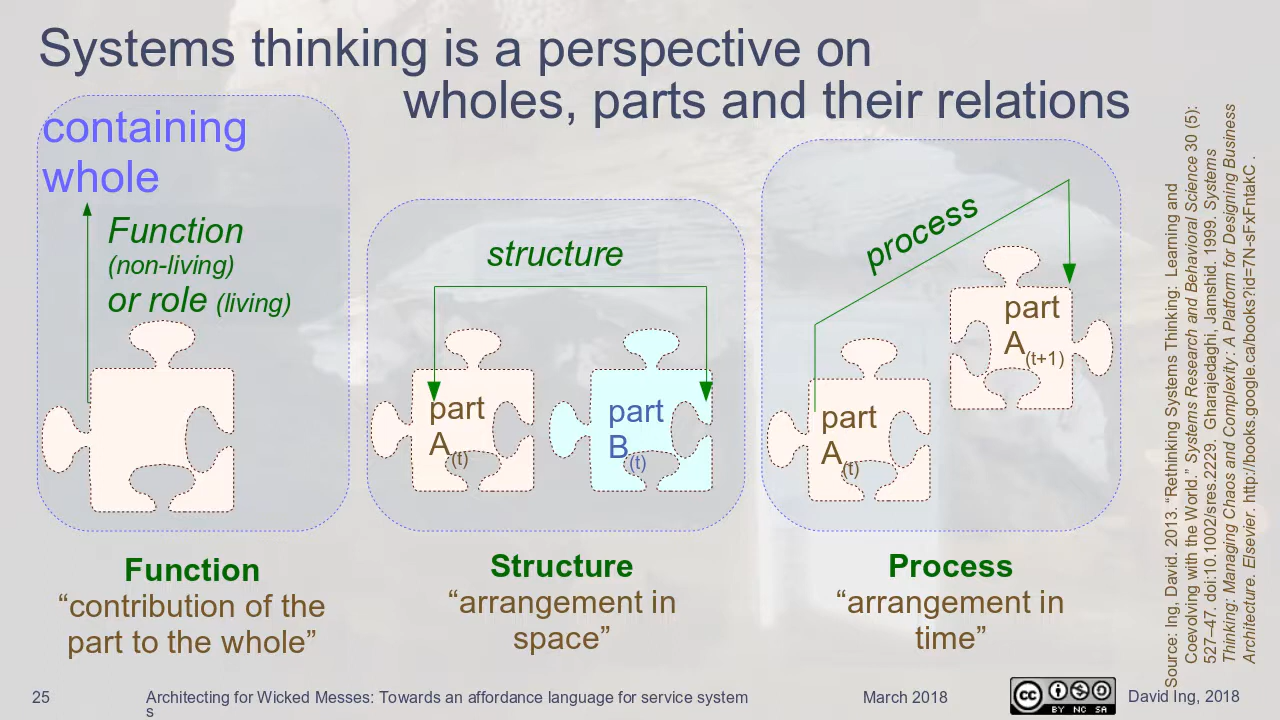 Systems thinking is a perspective on
wholes, parts and their relations
containing
whole
Function
(non-living)
or role (living)
structure
part
A(t)
part
B(t)
process
part
A(t)
part
A(t+1)
Function
“contribution of the
part to the whole”
Structure
“arrangement in
space”
Process
“arrangement in
time”
Source: Ing, David. 2013. “Rethinking Systems Thinking: Learning and
Coevolving with the World.” Systems Research and Behavioral Science 30 (5):
527–47. doi:10.1002/sres.2229. Gharajedaghi, Jamshid. 1999. Systems
Thinking: Managing Chaos and Complexity: A Platform for Designing Business
Architecture. Elsevier. http://books.google.ca/books?id=7N-sFxFntakC .
25
Architecting for Wicked Messes: Towards an affordance language for service system
s
March 2018
cc
BY NC SA
David Ing, 2018